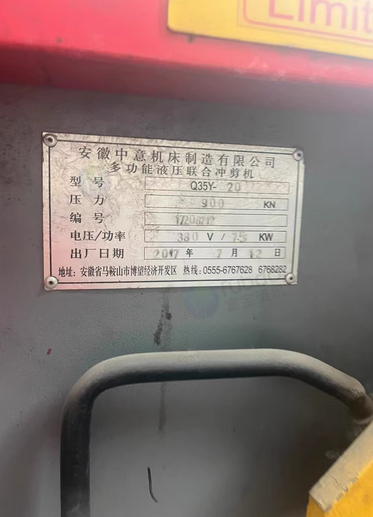 Limit
安徽中意机床制造有限公司
多功能液压联合冲剪机
型号 Q35Y-20
压力 900 KN
编号
电压/功率 380 V / 7.5 KW
出厂日期 2017 年 7 月 12 日
地址: 安徽省马鞍山市博望经济开发区 热线: 0555-6767628 6768282